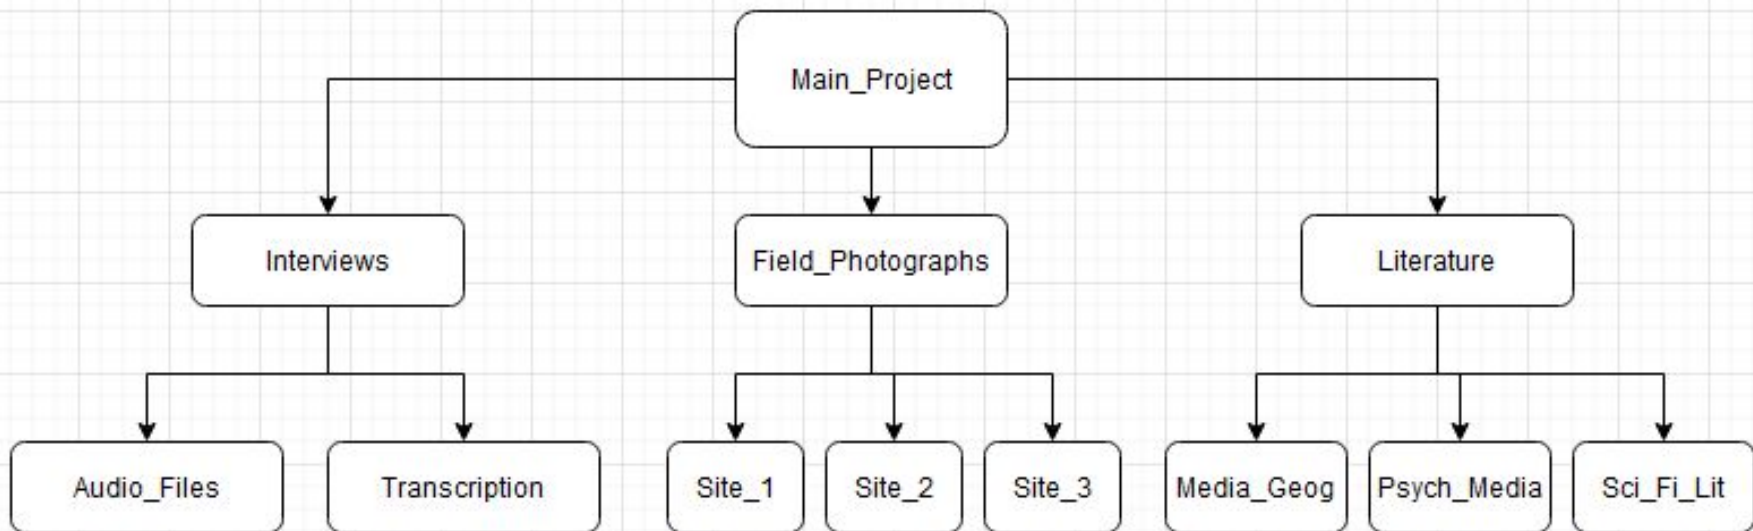 Main_Project
Interviews
Field_Photographs
Literature
Audio_Files
Transcription
Site_1
Site_2
Site_3
Media_Geog
Psych_Media
Sci_Fi_Lit